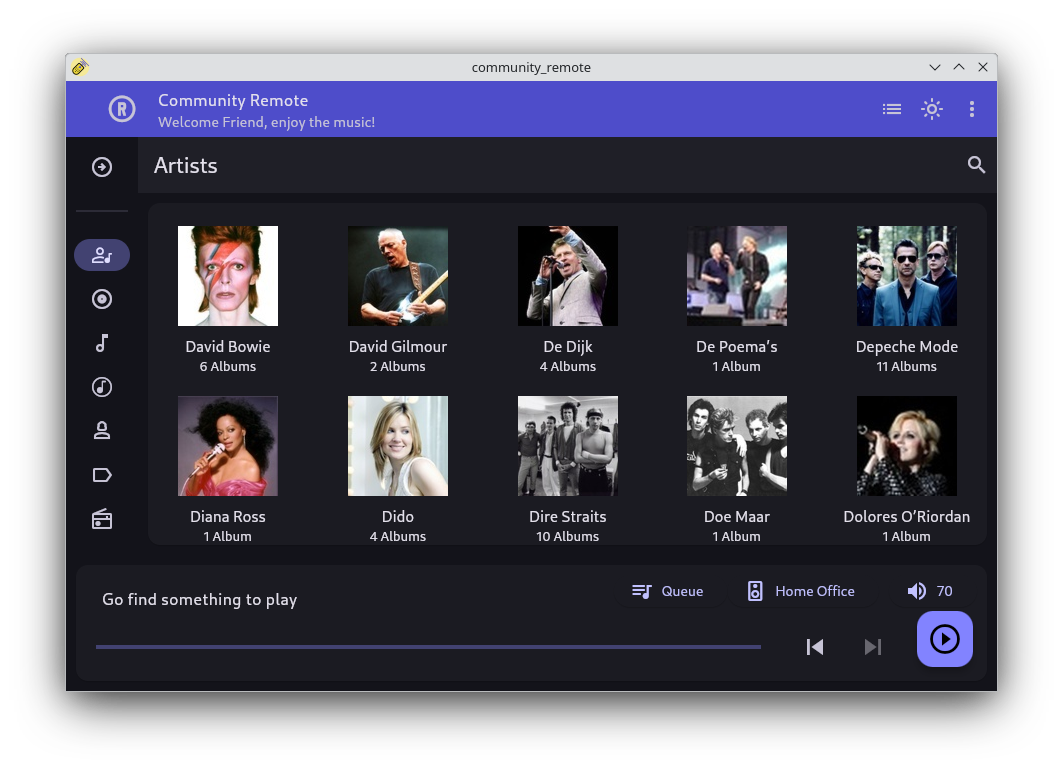 community_remote
R
Community Remote
Welcome Friend, enjoy the music!
Artists
David Bowie
6 Albums
David Gilmour
2 Albums
De Dijk
4 Albums
De Poema’s
1 Album
Depeche Mode
11 Albums
Diana Ross
1 Album
Dido
4 Albums
Dire Straits
10 Albums
Doe Maar
1 Album
Dolores O’Riordan
1 Album
Go find something to play
Queue
Home Office
70